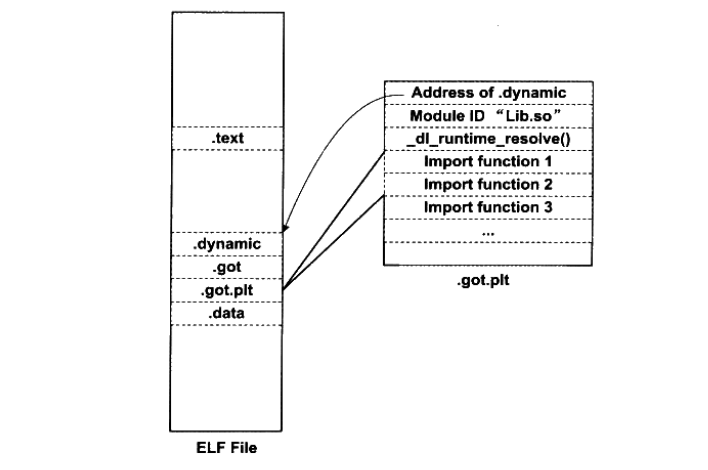 .text
.dynamic
.got
.got.plt
.data
ELF File
Address of .dynamic
Module ID “Lib.so”
_dl_runtime_resolve()
Import function 1
Import function 2
Import function 3
...
.got.plt